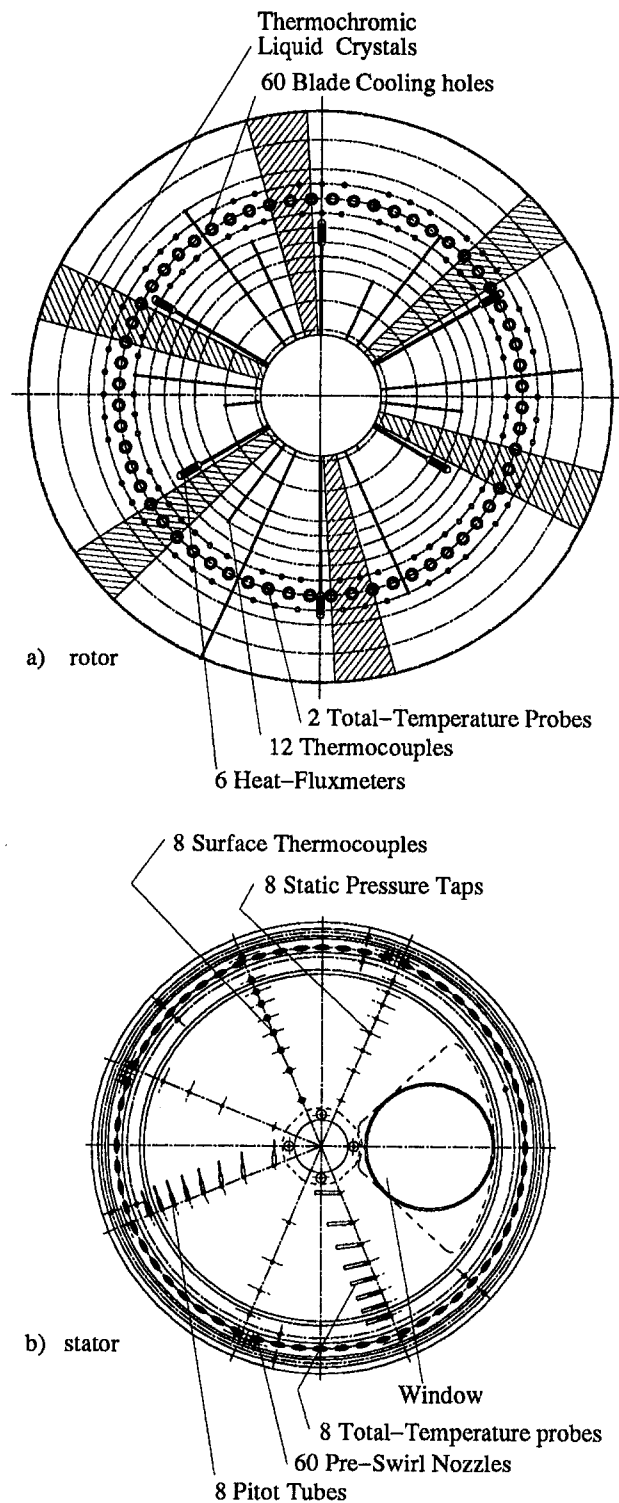 Thermochromic
Liquid Crystals
60 Blade Cooling holes
a) rotor
2 Total-Temperature Probes
12 Thermocouples
6 Heat-Fluxmeters
8 Surface Thermocouples
8 Static Pressure Taps
b) stator
Window
8 Total-Temperature probes
60 Pre-Swirl Nozzles
8 Pitot Tubes